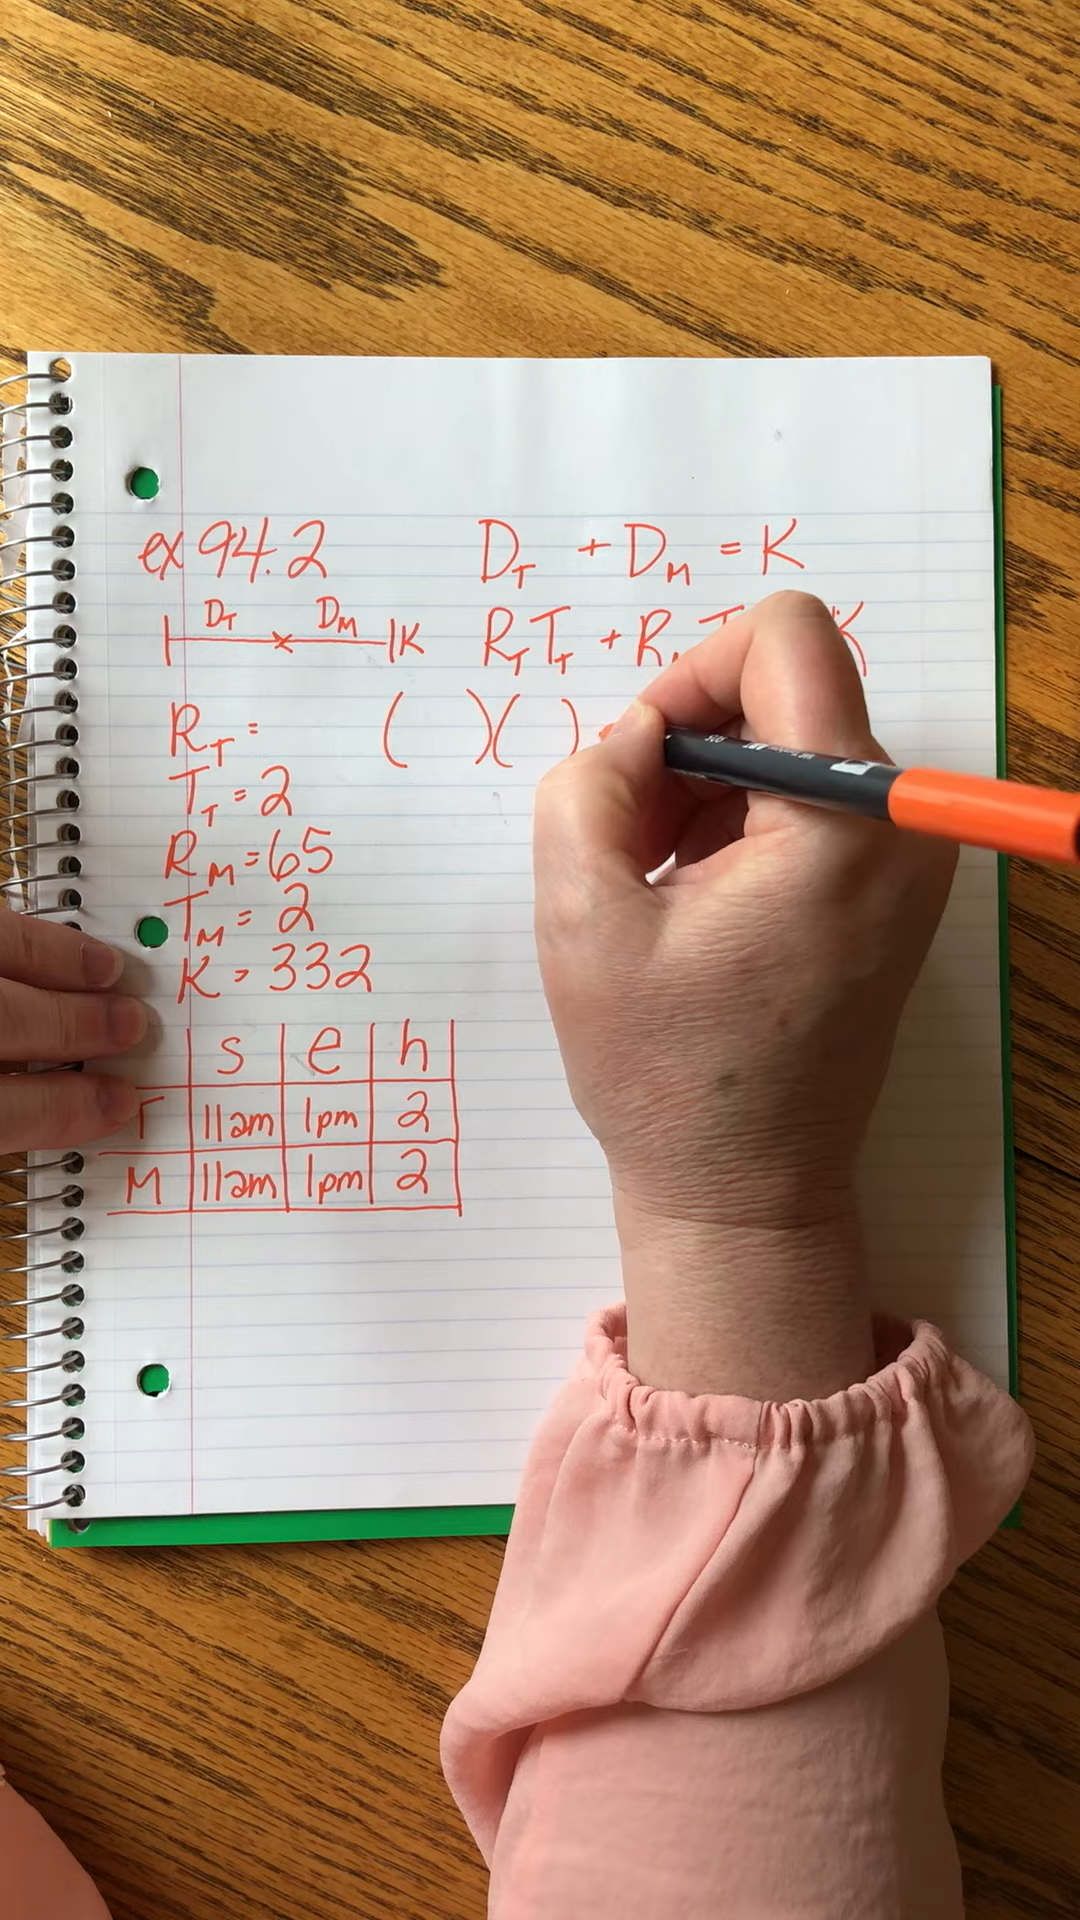 ex 94.2
D_T + D_M = K
D_T D_M
K
R_T T_T + R K
R_T =
( )( )
T_T = 2
R_M = 65
T_M = 2
K = 332
s e h
T 11am 1pm 2
M 11am 1pm 2